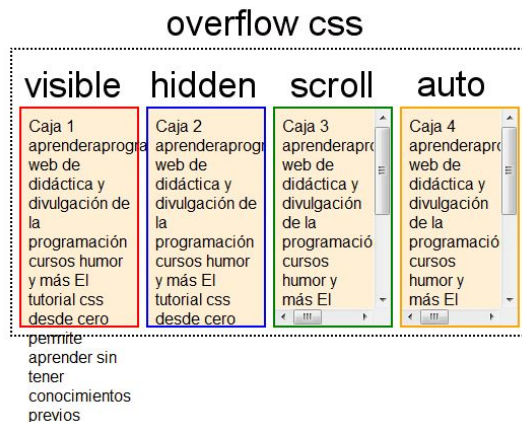 overflow css
visible
hidden
scroll
auto
Caja 1
aprenderaprogra
web de
didáctica y
divulgación de
la
programación
cursos humor
y más El
tutorial css
desde cero
permite
aprender sin
tener
conocimientos
previos
Caja 2
aprenderaprogr
web de
didáctica y
divulgación de
la
programación
cursos humor
y más El
tutorial css
desde cero
Caja 3
aprenderapro
web de
didáctica y
divulgación
de la
programació
cursos
humor y
más El
Caja 4
aprenderapro
web de
didáctica y
divulgación
de la
programació
cursos
humor y
más El